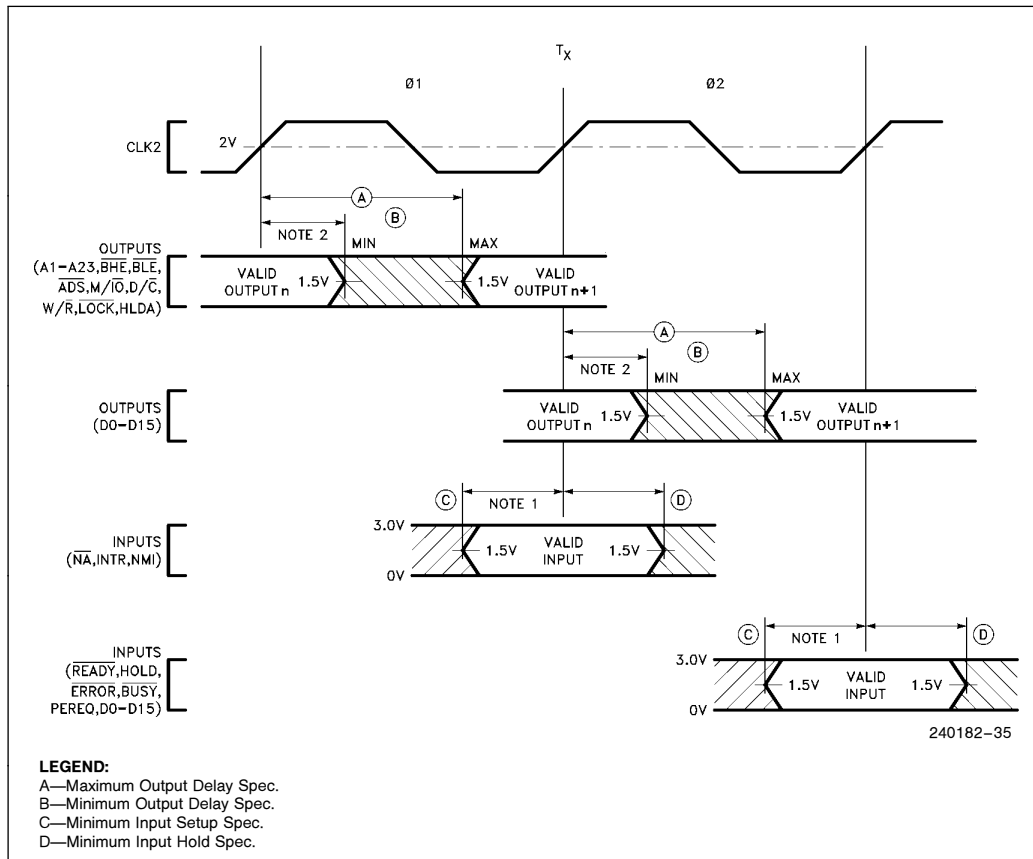 TX
Ø1 Ø2
CLK2
2V
A
B
NOTE 2 MIN MAX
OUTPUTS
(A1–A23,BHE,BLE,
ADS,M/IO,D/C,
W/R,LOCK,HLDA)
VALID
OUTPUT n
1.5V
1.5V
VALID
OUTPUT n+1
A
B
NOTE 2 MIN MAX
OUTPUTS
(D0–D15)
VALID
OUTPUT n
1.5V
1.5V
VALID
OUTPUT n+1
C NOTE 1 D
INPUTS
(NA,INTR,NMI)
3.0V
0V
1.5V
VALID
INPUT
1.5V
C NOTE 1 D
INPUTS
(READY,HOLD,
ERROR,BUSY,
PEREQ,D0–D15)
3.0V
0V
1.5V
VALID
INPUT
1.5V
240182–35
LEGEND:
A—Maximum Output Delay Spec.
B—Minimum Output Delay Spec.
C—Minimum Input Setup Spec.
D—Minimum Input Hold Spec.